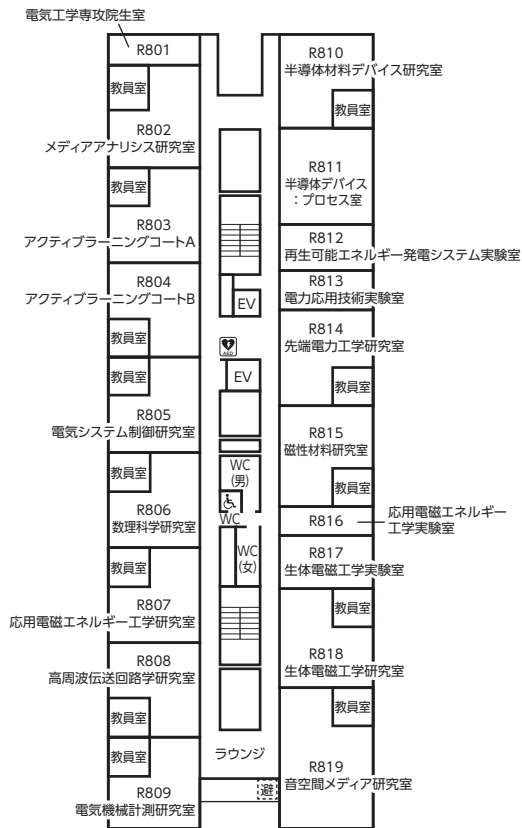 電気工学専攻院生室
R801
教員室
R802
メディアアナリシス研究室
教員室
R803
アクティブラーニングコートA
R804
アクティブラーニングコートB
教員室
教員室
R805
電気システム制御研究室
教員室
R806
数理科学研究室
教員室
R807
応用電磁エネルギー工学研究室
R808
高周波伝送回路学研究室
教員室
教員室
R809
電気機械計測研究室
EV
AED
EV
WC
(男)
WC
WC
(女)
ラウンジ
避
R810
半導体材料デバイス研究室
教員室
R811
半導体デバイス
：プロセス室
R812
再生可能エネルギー発電システム実験室
R813
電力応用技術実験室
R814
先端電力工学研究室
教員室
R815
磁性材料研究室
教員室
R816
応用電磁エネルギー
工学実験室
R817
生体電磁工学実験室
教員室
R818
生体電磁工学研究室
教員室
R819
音空間メディア研究室